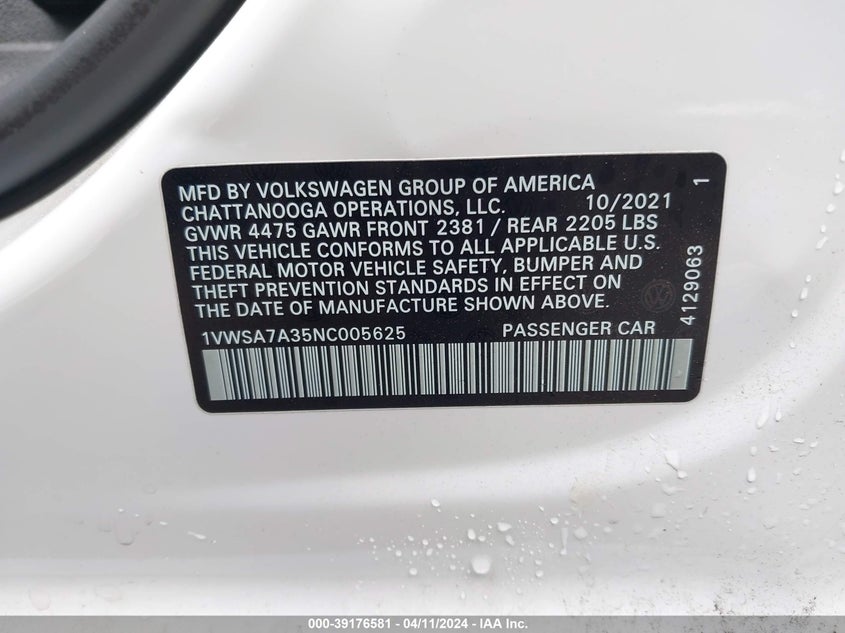 MFD BY VOLKSWAGEN GROUP OF AMERICA
CHATTANOOGA OPERATIONS, LLC. 10/2021
GVWR 4475 GAWR FRONT 2381 / REAR 2205 LBS
THIS VEHICLE CONFORMS TO ALL APPLICABLE U.S.
FEDERAL MOTOR VEHICLE SAFETY, BUMPER AND
THEFT PREVENTION STANDARDS IN EFFECT ON
THE DATE OF MANUFACTURE SHOWN ABOVE.
1VWSA7A35NC005625 PASSENGER CAR
4129063 1
000-39176581 - 04/11/2024 - IAA Inc.